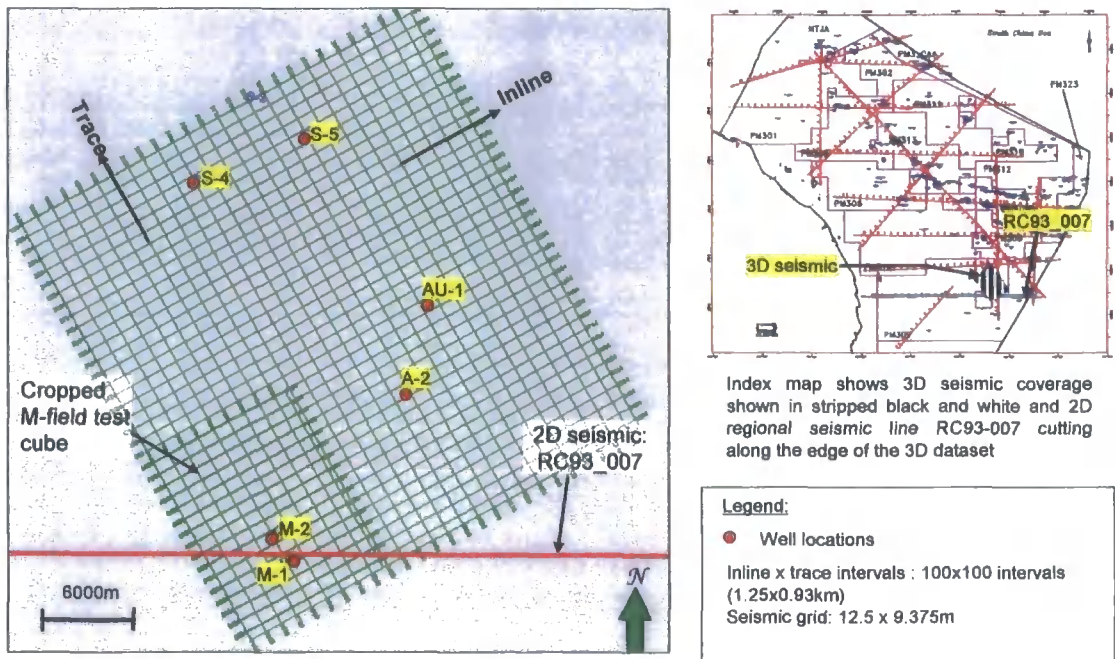 Trace
Inline
S-5
S-4
AU-1
A-2
Cropped
M-field test
cube
2D seismic:
RC93_007
M-2
M-1
6000m
N
South China Sea
PM323
PM301
RC93_007
3D seismic
Index map shows 3D seismic coverage
shown in stripped black and white and 2D
regional seismic line RC93-007 cutting
along the edge of the 3D dataset
Legend:
Well locations
Inline x trace intervals : 100x100 intervals
(1.25x0.93km)
Seismic grid: 12.5 x 9.375m